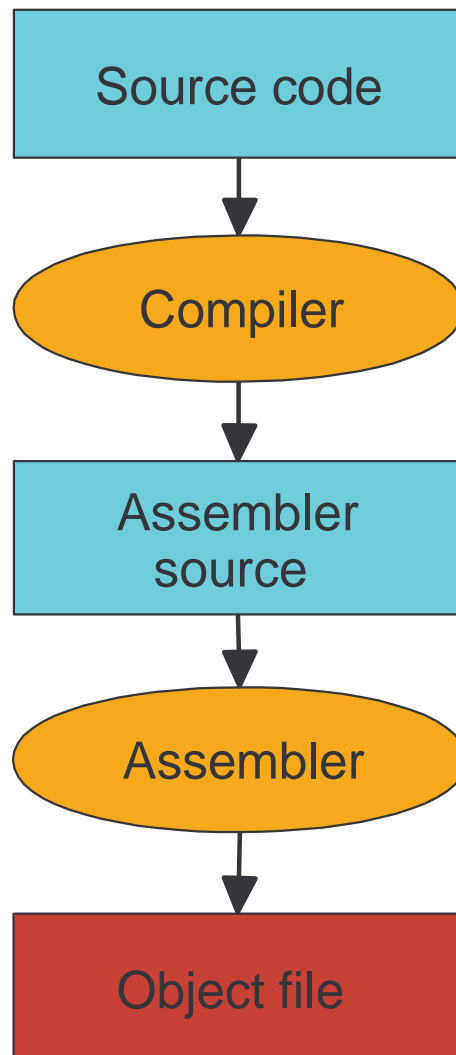 Source code
Compiler
Assembler
source
Assembler
Object file